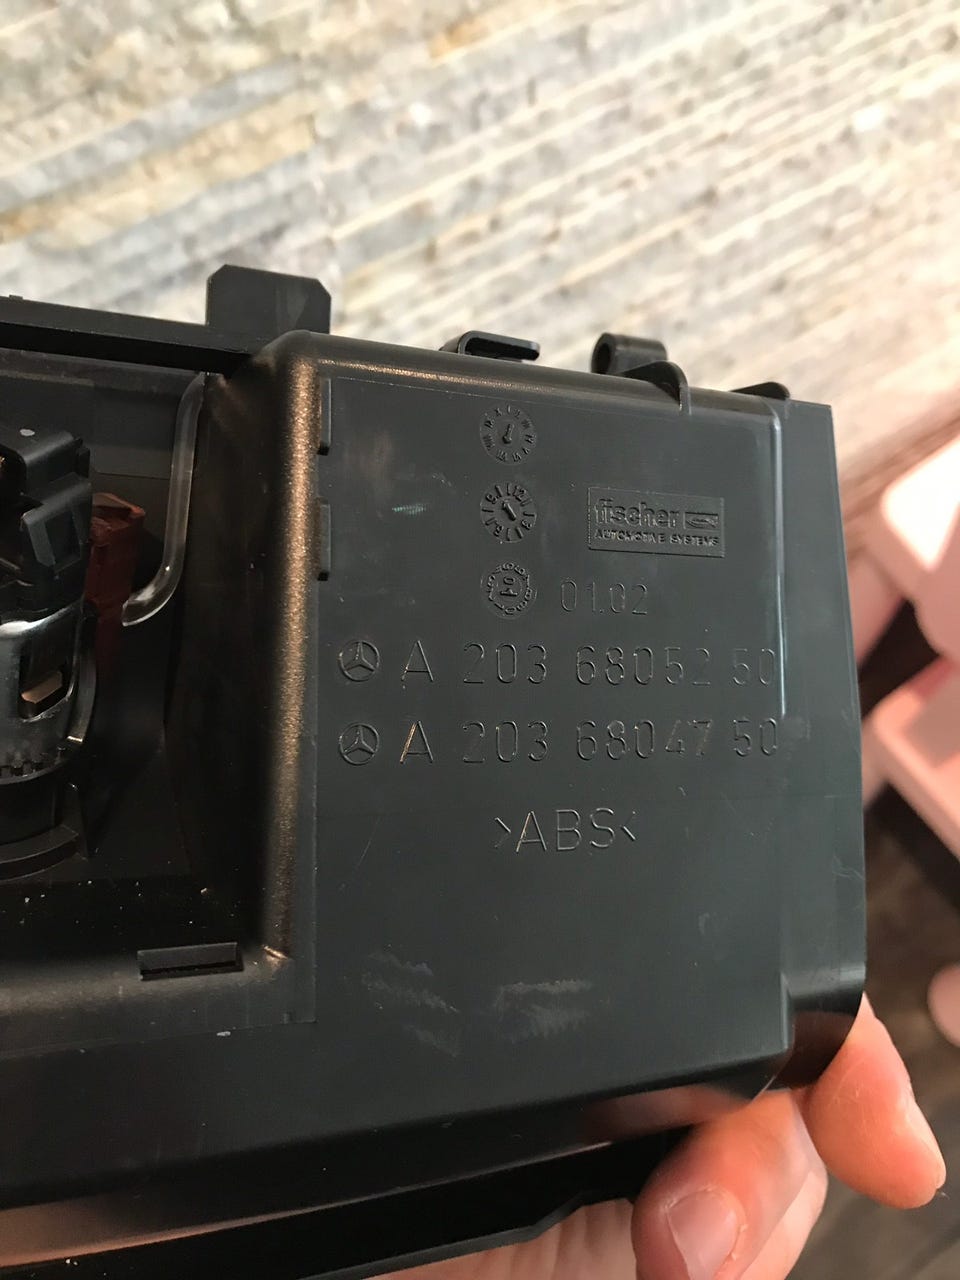 fischer
AUTOMOTIVE SYSTEMS
01.02
A 203 68052 50
A 203 68047 50
>ABS<